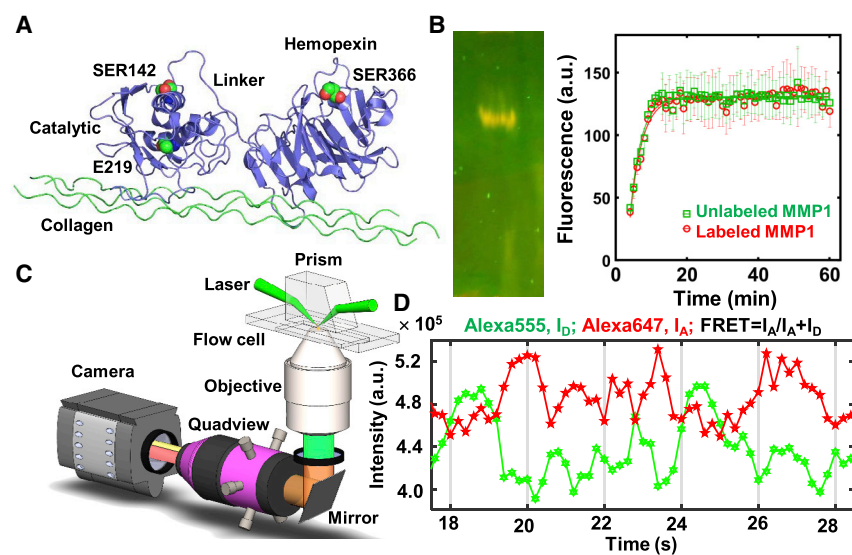 A
Hemopexin
SER142
Linker
SER366
Catalytic
E219
Collagen
B
Fluorescence (a.u.)
150
100
50
0
0
20
40
60
Time (min)
Unlabeled MMP1
Labeled MMP1
C
Prism
Laser
Flow cell
Objective
Camera
Quadview
Mirror
D
× 10⁵
Alexa555, I_D; Alexa647, I_A; FRET=I_A/I_A+I_D
Intensity (a.u.)
5.2
4.8
4.4
4.0
18
20
22
24
26
28
Time (s)